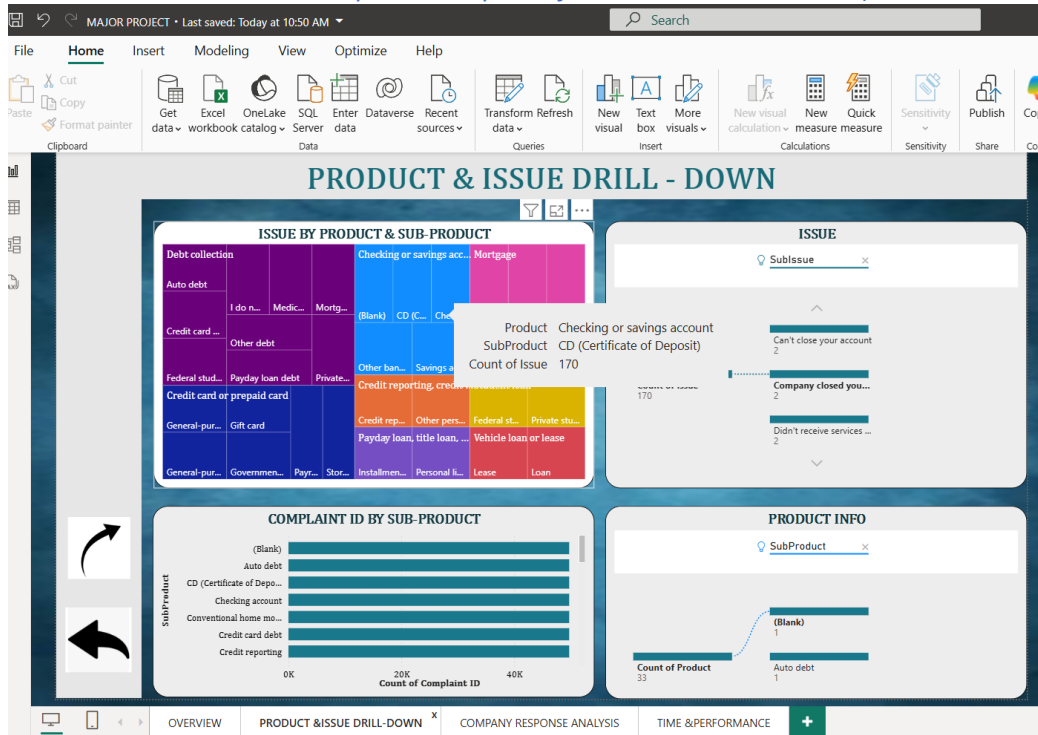 MAJOR PROJECT • Last saved: Today at 10:50 AM
Search
File Home Insert Modeling View Optimize Help
Paste
Cut
Copy
Format painter
Clipboard
Get data
Excel workbook
OneLake catalog
SQL Server
Enter data
Dataverse
Recent sources
Data
Transform data
Refresh
Queries
New visual
Text box
More visuals
Insert
New visual calculation
New measure
Quick measure
Calculations
Sensitivity
Sensitivity
Publish
Share
PRODUCT & ISSUE DRILL - DOWN
ISSUE BY PRODUCT & SUB-PRODUCT
Debt collection
Auto debt
Credit card ...
Federal stud...
I do n...
Medic...
Mortg...
Other debt
Payday loan debt
Private...
Credit card or prepaid card
General-pur...
General-pur...
Gift card
Governmen...
Payr...
Stor...
Checking or savings acc...
(Blank)
CD (C...
Other ban...
Mortgage
Credit rep...
Other pers...
Federal st...
Private stu...
Payday loan, title loan, ...
Installmen...
Personal li...
Vehicle loan or lease
Lease
Loan
Product Checking or savings account
SubProduct CD (Certificate of Deposit)
Count of Issue 170
ISSUE
SubIssue ×
170
Can't close your account
2
Company closed you...
2
Didn't receive services ...
2
COMPLAINT ID BY SUB-PRODUCT
SubProduct
(Blank)
Auto debt
CD (Certificate of Depo...
Checking account
Conventional home mo...
Credit card debt
Credit reporting
0K 20K 40K
Count of Complaint ID
PRODUCT INFO
SubProduct ×
Count of Product
33
(Blank)
1
Auto debt
1
OVERVIEW PRODUCT &ISSUE DRILL-DOWN x COMPANY RESPONSE ANALYSIS TIME &PERFORMANCE +